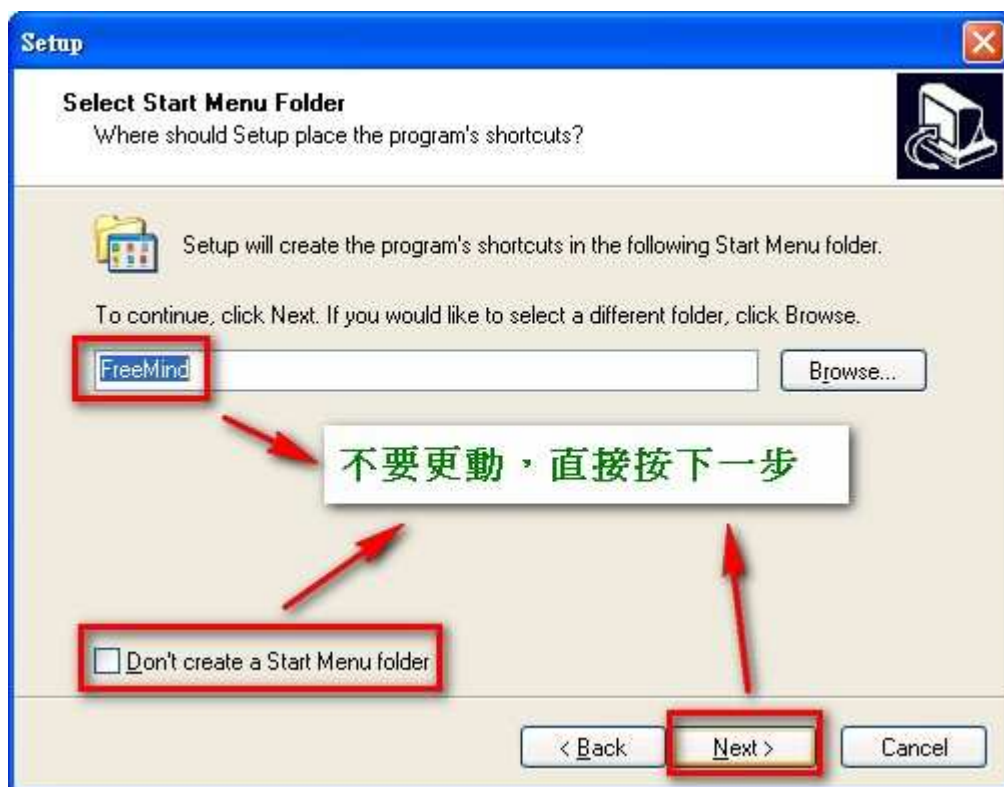 Setup
Select Start Menu Folder
Where should Setup place the program's shortcuts?
Setup will create the program's shortcuts in the following Start Menu folder.
To continue, click Next. If you would like to select a different folder, click Browse.
FreeMind
Browse...
不要更動，直接按下一步
Don't create a Start Menu folder
< Back
Next >
Cancel